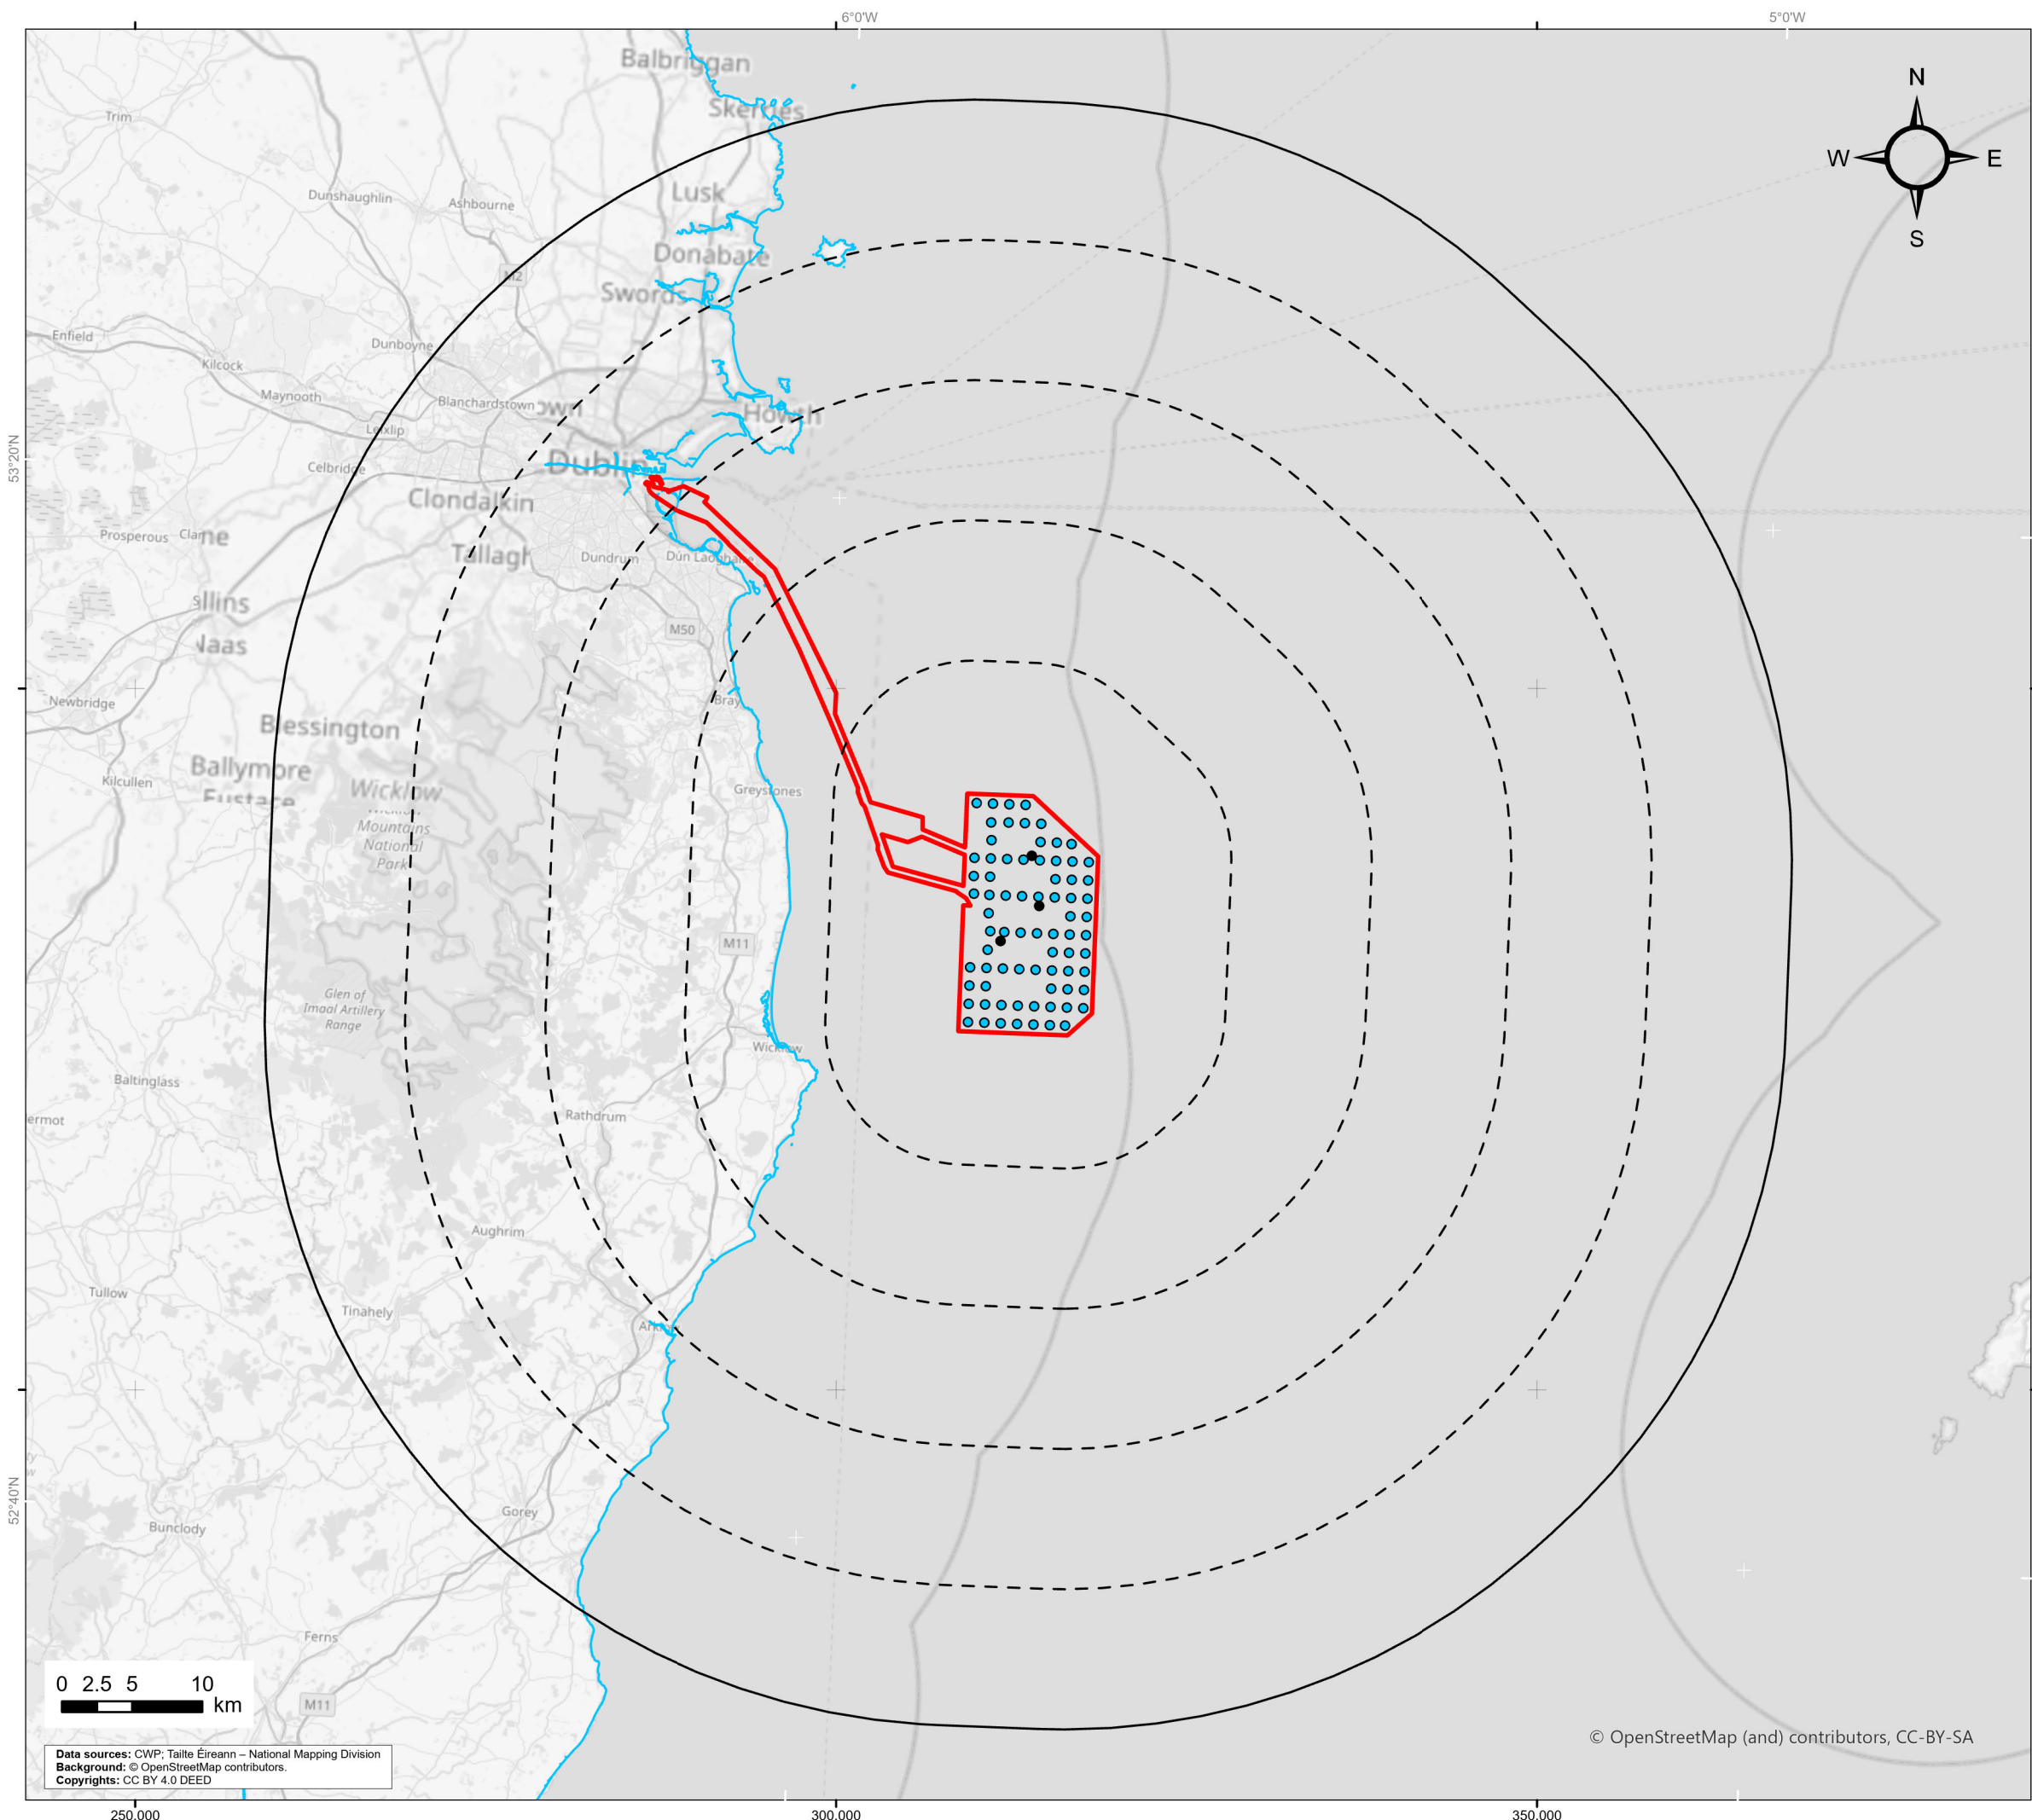 6°0'W
5°0'W
Balbriggan
Skerries
Trim
N
W
E
S
Dunshaughlin
Ashbourne
Lusk
Donabate
M2
Swords
Enfield
Dunboyne
Kilcock
Maynooth
Blanchardstown
own
Howth
Leixlip
53°20'N
Celbridge
Dublin
Clondalkin
Prosperous
Tallagh
Dundrum
Dún Laoghaire
llins
M50
Naas
Newbridge
Bray
Blessington
Ballymore
Eustace
Kilcullen
Wicklow
Greystones
Wicklow
Mountains
National
Park
M11
Glen of
Imaal Artillery
Range
Wicklow
Baltinglass
ermot
Rathdrum
Aughrim
Tullow
Tinahely
Arklow
52°40'N
Gorey
Bunclody
Ferns
0 2.5 5 10
km
M11
© OpenStreetMap (and) contributors, CC-BY-SA
Data sources: CWP; Tailte Éireann – National Mapping Division
Background: © OpenStreetMap contributors.
Copyrights: CC BY 4.0 DEED
250,000
300,000
350,000